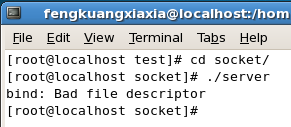 fengkuangxiaxia@localhost:/hom
File Edit View Terminal Tabs Help
[root@localhost test]# cd socket/
[root@localhost socket]# ./server
bind: Bad file descriptor
[root@localhost socket]#